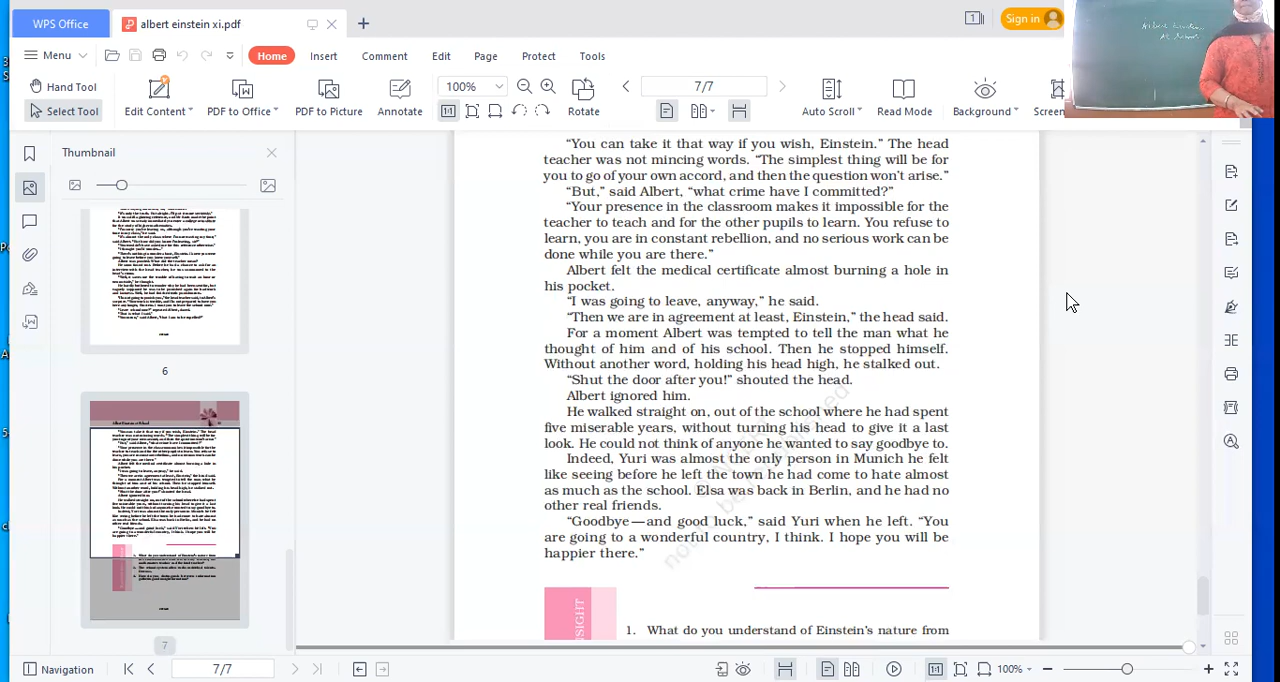 WPS Office
albert einstein xi.pdf
1
Sign in
Menu
Home
Insert
Comment
Edit
Page
Protect
Tools
Hand Tool
Select Tool
Edit Content
PDF to Office
PDF to Picture
Annotate
100%
7/7
Rotate
Auto Scroll
Read Mode
Background
Screen
Thumbnail
6
7
“You can take it that way if you wish, Einstein.” The head
teacher was not mincing words. “The simplest thing will be for
you to go of your own accord, and then the question won’t arise.”
“But,” said Albert, “what crime have I committed?”
“Your presence in the classroom makes it impossible for the
teacher to teach and for the other pupils to learn. You refuse to
learn, you are in constant rebellion, and no serious work can be
done while you are there.”
Albert felt the medical certificate almost burning a hole in
his pocket.
“I was going to leave, anyway,” he said.
“Then we are in agreement at least, Einstein,” the head said.
For a moment Albert was tempted to tell the man what he
thought of him and of his school. Then he stopped himself.
Without another word, holding his head high, he stalked out.
“Shut the door after you!” shouted the head.
Albert ignored him.
He walked straight on, out of the school where he had spent
five miserable years, without turning his head to give it a last
look. He could not think of anyone he wanted to say goodbye to.
Indeed, Yuri was almost the only person in Munich he felt
like seeing before he left the town he had come to hate almost
as much as the school. Elsa was back in Berlin, and he had no
other real friends.
“Goodbye — and good luck,” said Yuri when he left. “You
are going to a wonderful country, I think. I hope you will be
happier there.”
1. What do you understand of Einstein’s nature from
Navigation
7/7
100%